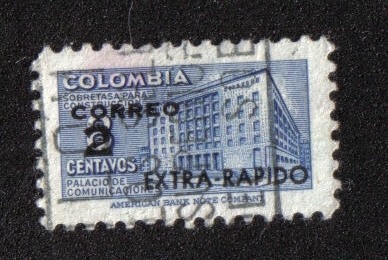 COLOMBIA
SOBRETASA PARA
CONSTRUCCION
CORREO
2
CENTAVOS
PALACIO DE
COMUNICACIONES
EXTRA-RAPIDO
AMERICAN BANK NOTE COMPANY